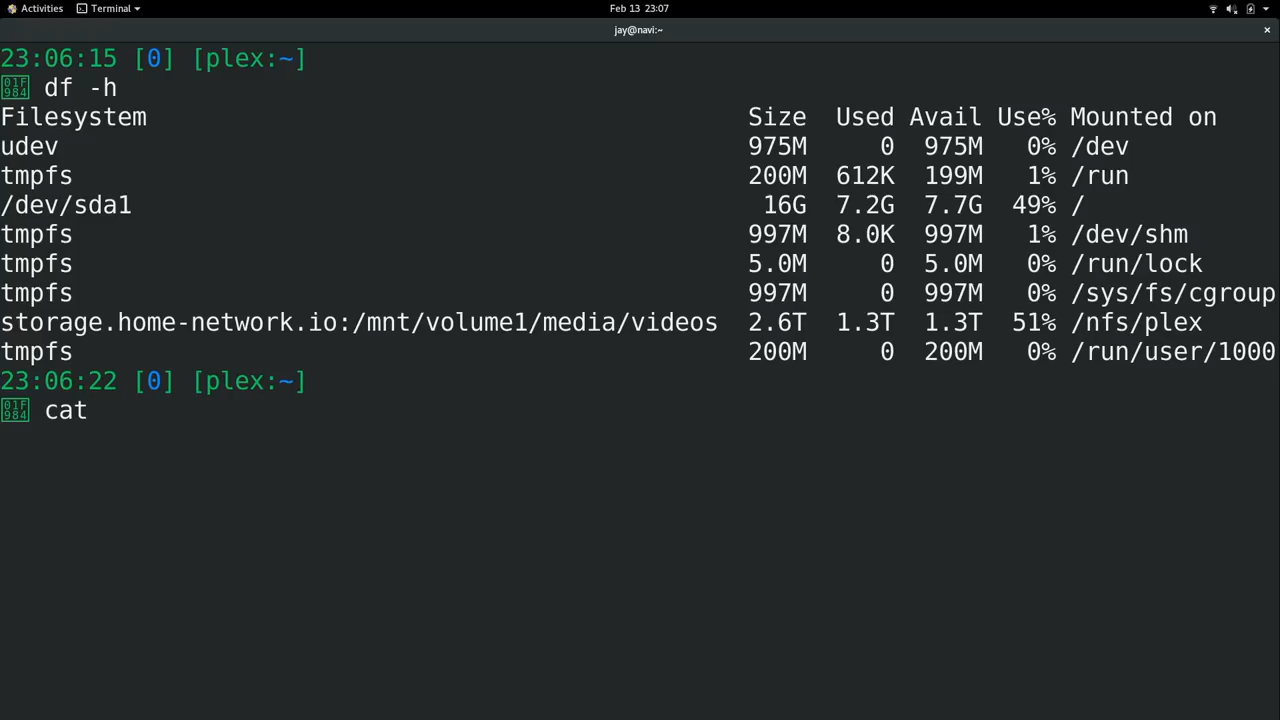 Activities Terminal Feb 13 23:07
jay@navi:~
23:06:15 [0] [plex:~]
01F984 df -h
Filesystem Size Used Avail Use% Mounted on
udev 975M 0 975M 0% /dev
tmpfs 200M 612K 199M 1% /run
/dev/sda1 16G 7.2G 7.7G 49% /
tmpfs 997M 8.0K 997M 1% /dev/shm
tmpfs 5.0M 0 5.0M 0% /run/lock
tmpfs 997M 0 997M 0% /sys/fs/cgroup
storage.home-network.io:/mnt/volume1/media/videos 2.6T 1.3T 1.3T 51% /nfs/plex
tmpfs 200M 0 200M 0% /run/user/1000
23:06:22 [0] [plex:~]
01F984 cat